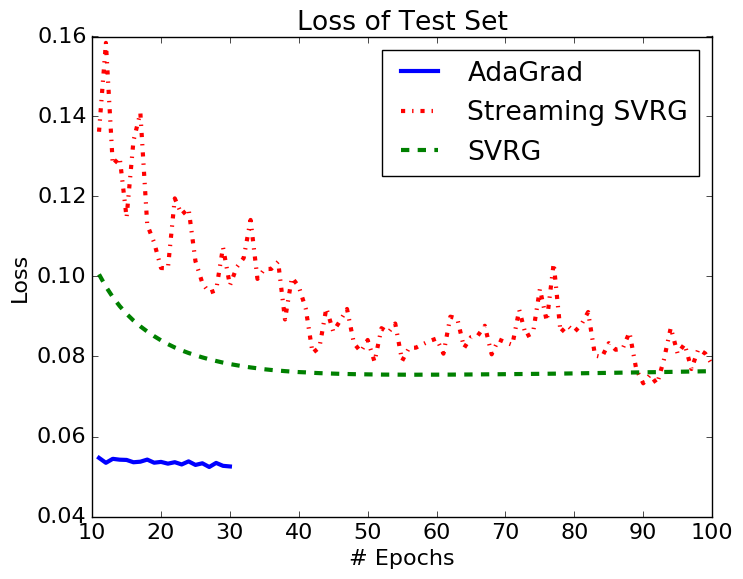 Loss of Test Set
0.16
0.14
0.12
0.10
0.08
0.06
0.04
Loss
AdaGrad
Streaming SVRG
SVRG
10 20 30 40 50 60 70 80 90 100
# Epochs